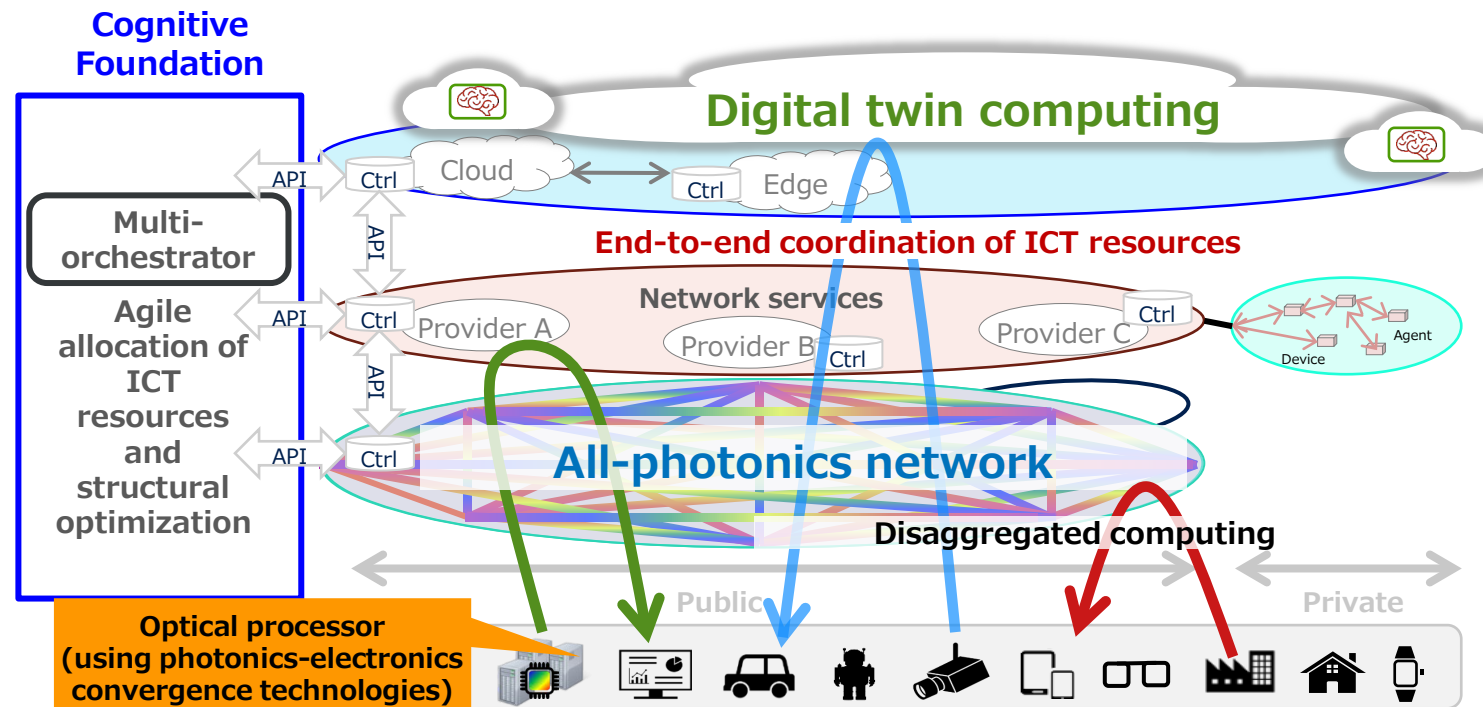 Cognitive
Foundation
Digital twin computing
Cloud
Edge
API
Ctrl
Ctrl
Multi-
orchestrator
API
End-to-end coordination of ICT resources
Network services
API
Ctrl
Provider A
Provider B
Ctrl
Provider C
Ctrl
Device
Agent
Agile
allocation of
ICT
resources
and
structural
optimization
API
API
Ctrl
All-photonics network
Disaggregated computing
Public
Private
Optical processor
(using photonics-electronics
convergence technologies)